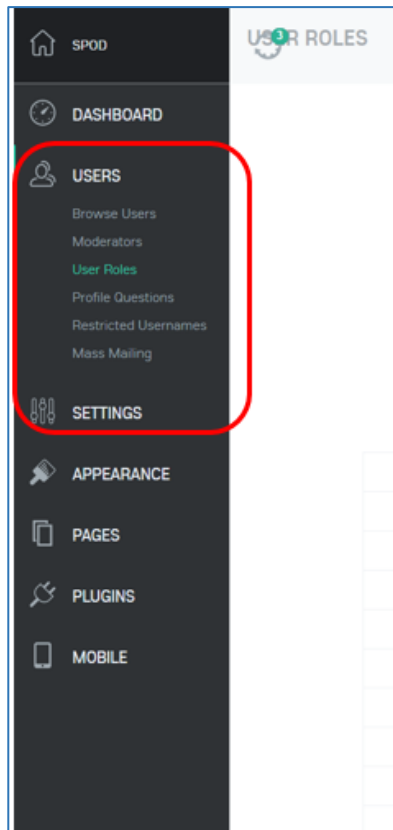 SPOD
USER ROLES
3
DASHBOARD
USERS
Browse Users
Moderators
User Roles
Profile Questions
Restricted Usernames
Mass Mailing
SETTINGS
APPEARANCE
PAGES
PLUGINS
MOBILE